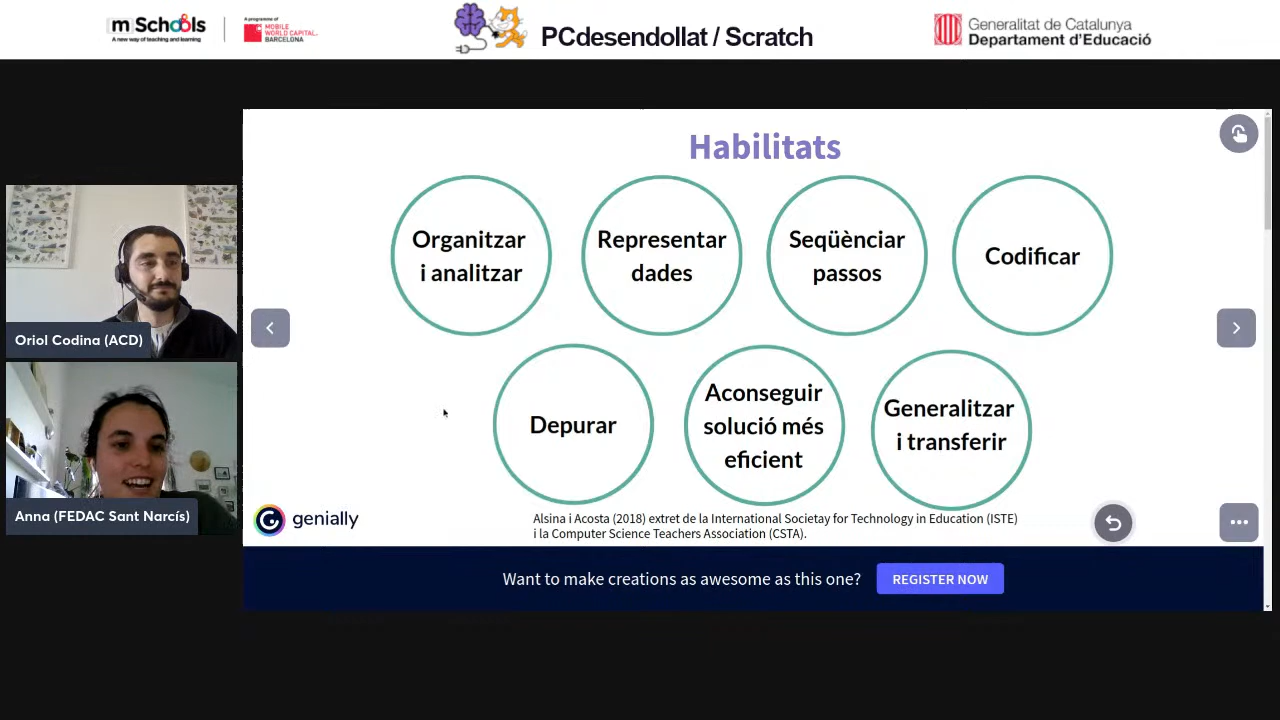 mSchools
A new way of teaching and learning
A programme of
MOBILE
WORLD CAPITAL
BARCELONA
PCdesendollat / Scratch
Generalitat de Catalunya
Departament d'Educació
Habilitats
Organitzar
i analitzar
Representar
dades
Seqüènciar
passos
Codificar
Depurar
Aconseguir
solució més
eficient
Generalitzar
i transferir
Oriol Codina (ACD)
Anna (FEDAC Sant Narcís)
genially
Alsina i Acosta (2018) extret de la International Societay for Technology in Education (ISTE)
i la Computer Science Teachers Association (CSTA).
Want to make creations as awesome as this one?
REGISTER NOW